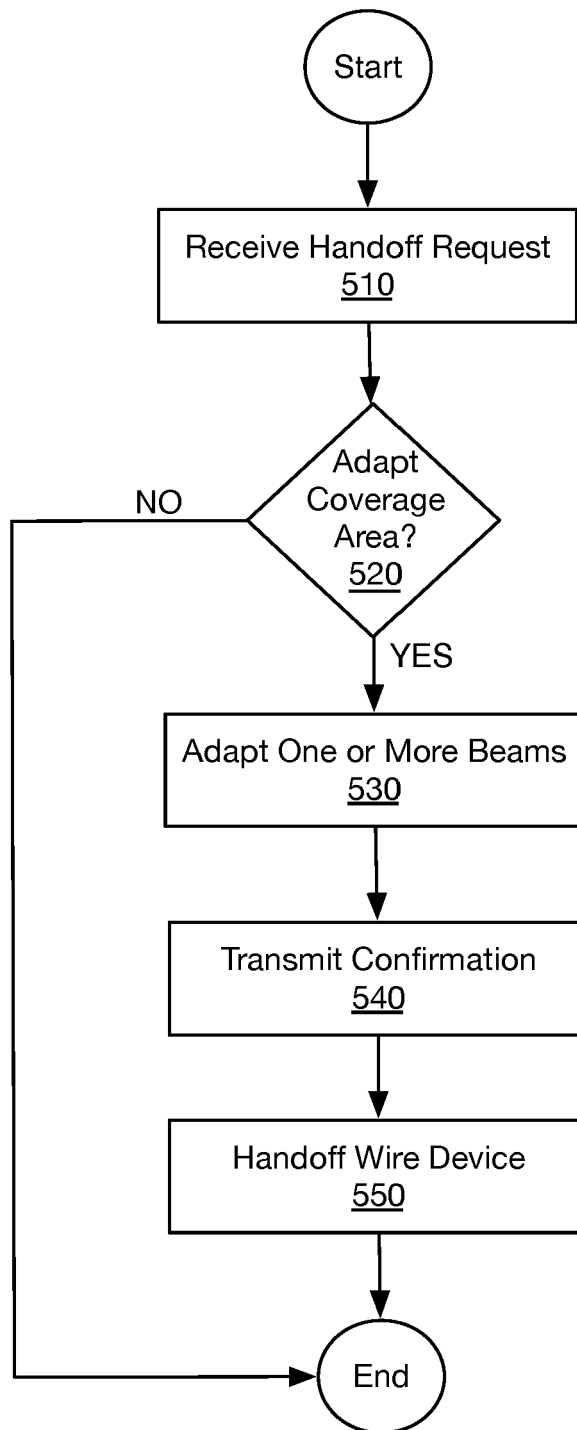 Start
Receive Handoff Request
510
Adapt
Coverage
Area?
520
NO
YES
Adapt One or More Beams
530
Transmit Confirmation
540
Handoff Wire Device
550
End